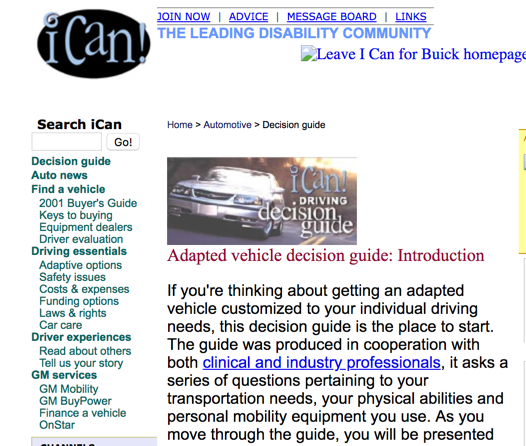 iCan!
JOIN NOW | ADVICE | MESSAGE BOARD | LINKS
THE LEADING DISABILITY COMMUNITY
Leave I Can for Buick homepage
Search iCan
Go!
Decision guide
Auto news
Find a vehicle
2001 Buyer's Guide
Keys to buying
Equipment dealers
Driver evaluation
Driving essentials
Adaptive options
Safety issues
Costs & expenses
Funding options
Laws & rights
Car care
Driver experiences
Read about others
Tell us your story
GM services
GM Mobility
GM BuyPower
Finance a vehicle
OnStar
CHANNELS
Home > Automotive > Decision guide
iCan!
DRIVING
decision
guide
Adapted vehicle decision guide: Introduction
If you're thinking about getting an adapted
vehicle customized to your individual driving
needs, this decision guide is the place to start.
The guide was produced in cooperation with
both clinical and industry professionals, it asks a
series of questions pertaining to your
transportation needs, your physical abilities and
personal mobility equipment you use. As you
move through the guide, you will be presented